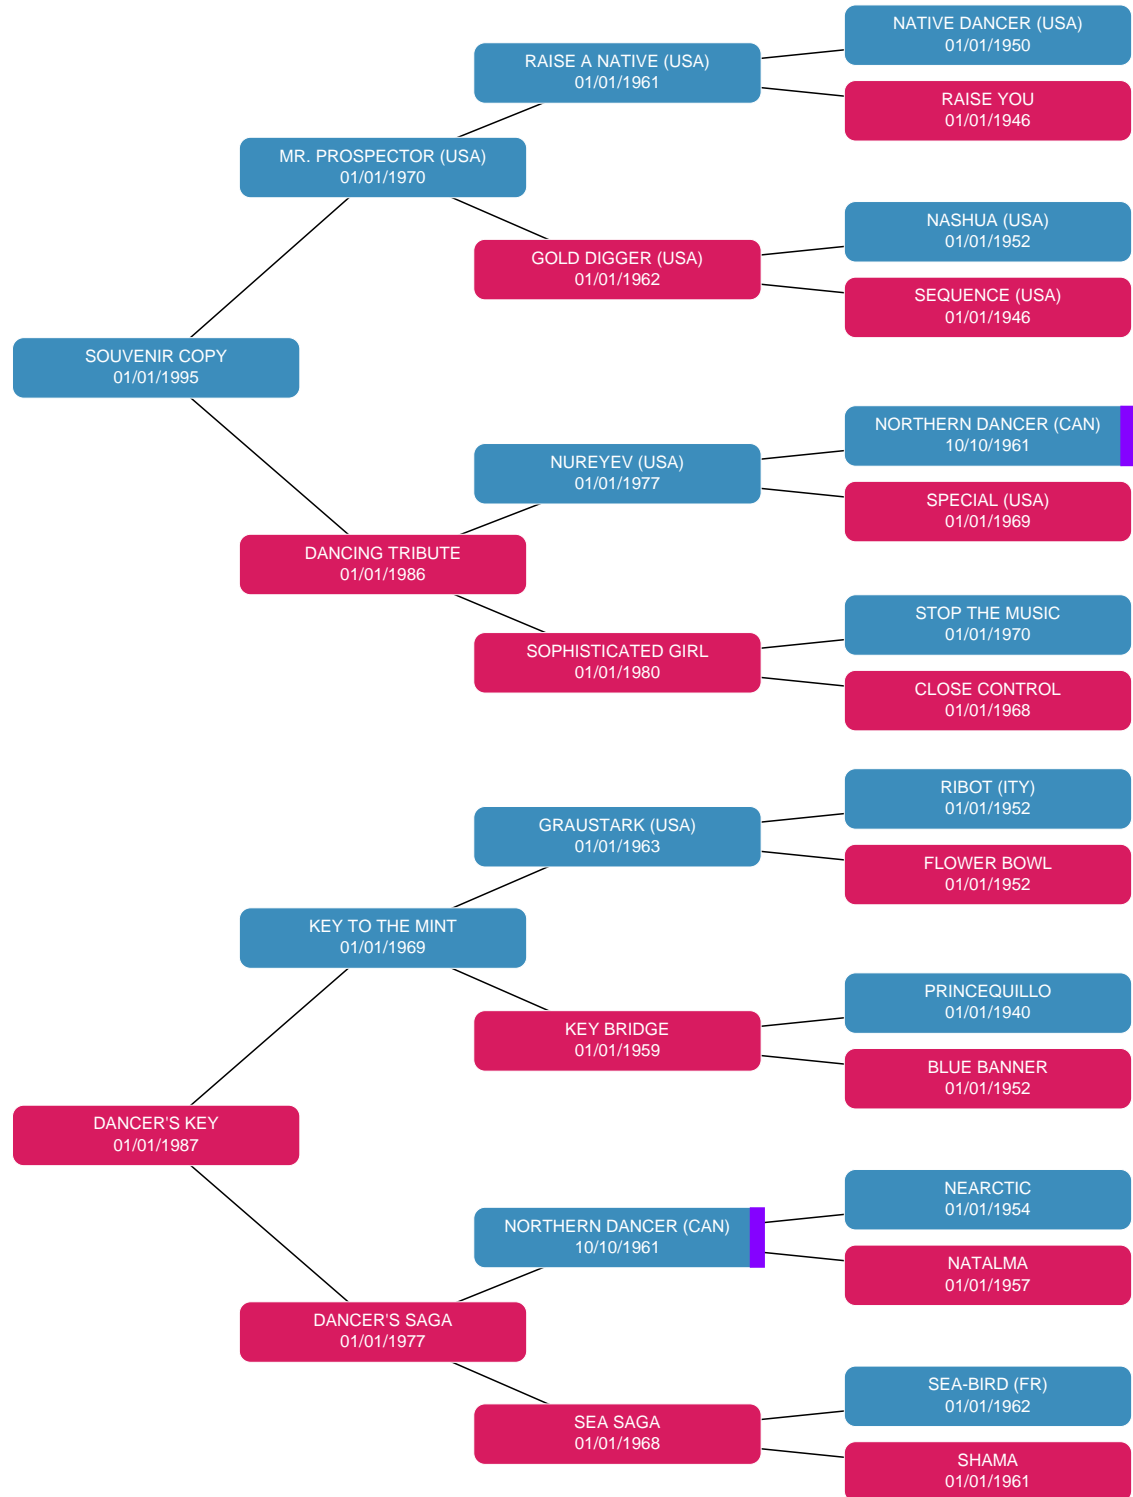 NATIVE DANCER (USA)
01/01/1950
RAISE A NATIVE (USA)
01/01/1961
RAISE YOU
01/01/1946
MR. PROSPECTOR (USA)
01/01/1970
NASHUA (USA)
01/01/1952
GOLD DIGGER (USA)
01/01/1962
SEQUENCE (USA)
01/01/1946
SOUVENIR COPY
01/01/1995
NORTHERN DANCER (CAN)
10/10/1961
NUREYEV (USA)
01/01/1977
SPECIAL (USA)
01/01/1969
DANCING TRIBUTE
01/01/1986
STOP THE MUSIC
01/01/1970
SOPHISTICATED GIRL
01/01/1980
CLOSE CONTROL
01/01/1968
RIBOT (ITY)
01/01/1952
GRAUSTARK (USA)
01/01/1963
FLOWER BOWL
01/01/1952
KEY TO THE MINT
01/01/1969
PRINCEQUILLO
01/01/1940
KEY BRIDGE
01/01/1959
BLUE BANNER
01/01/1952
DANCER'S KEY
01/01/1987
NEARCTIC
01/01/1954
NORTHERN DANCER (CAN)
10/10/1961
NATALMA
01/01/1957
DANCER'S SAGA
01/01/1977
SEA-BIRD (FR)
01/01/1962
SEA SAGA
01/01/1968
SHAMA
01/01/1961